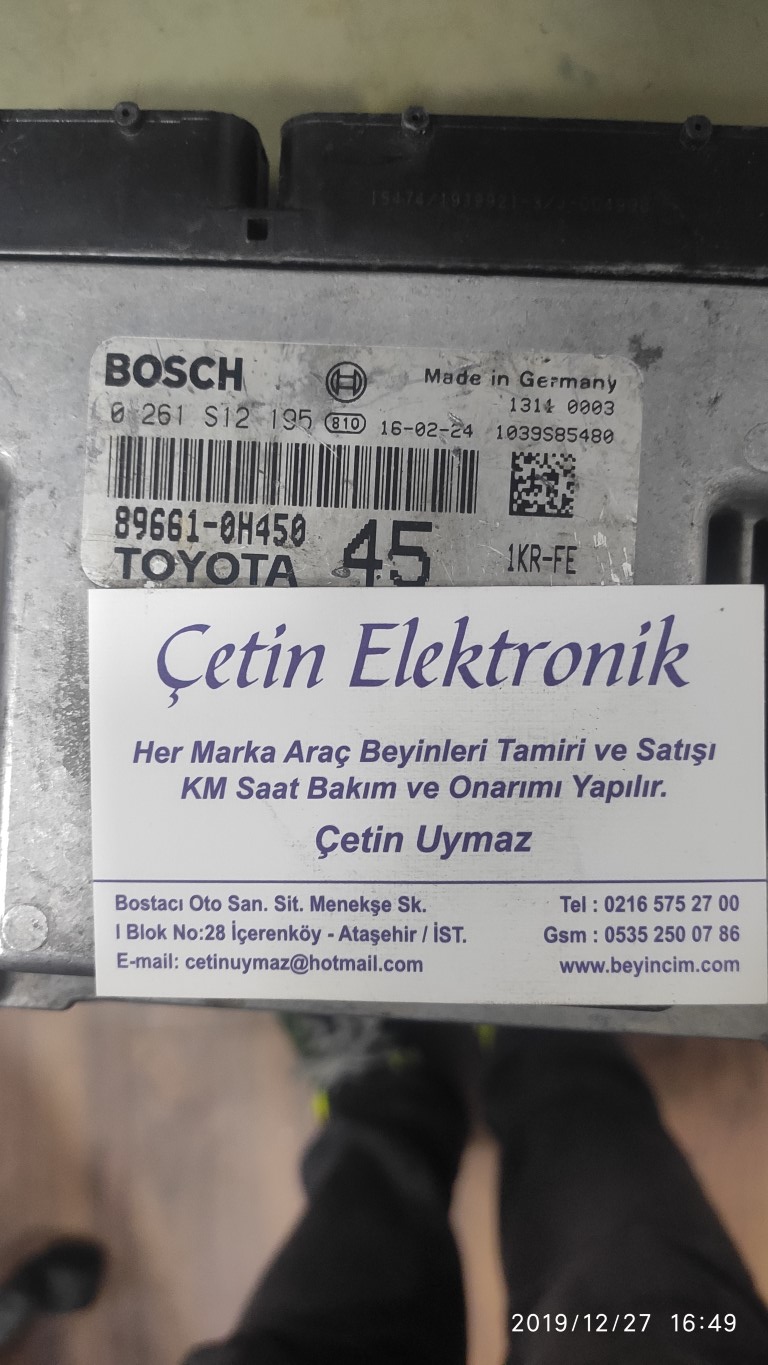 BOSCH
Made in Germany
0 261 S12 195 810 16-02-24
1311 0003
1039S85480
89661-0H450
TOYOTA 45 1KR-FE
Çetin Elektronik
Her Marka Araç Beyinleri Tamiri ve Satışı
KM Saat Bakım ve Onarımı Yapılır.
Çetin Uymaz
Bostacı Oto San. Sit. Menekşe Sk.
I Blok No:28 İçerenköy - Ataşehir / İST.
E-mail: cetinuymaz@hotmail.com
Tel : 0216 575 27 00
Gsm : 0535 250 07 86
www.beyincim.com
2019/12/27 16:49